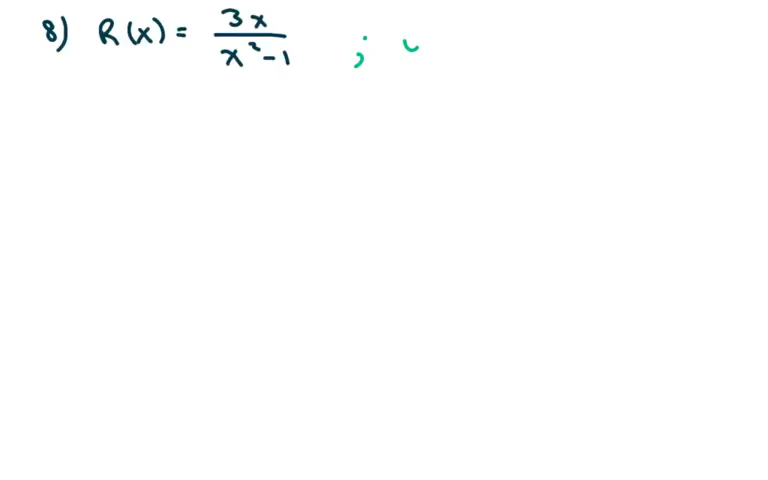 8) R(x) = 3x / x² - 1 ;